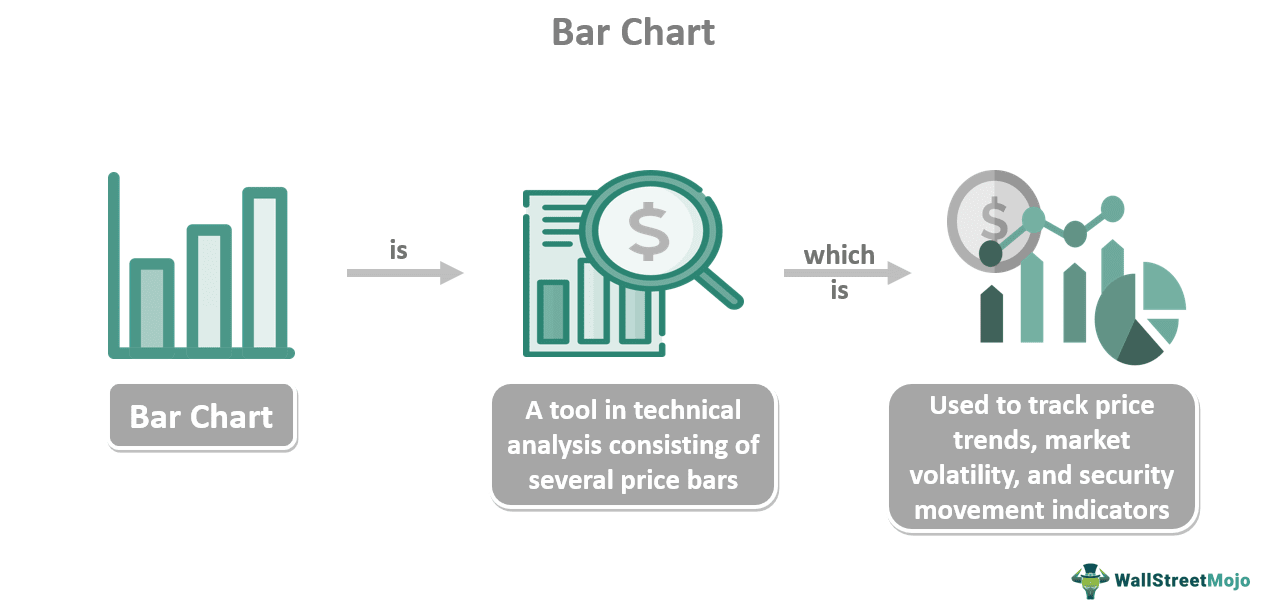 Bar Chart
is
which
is
$
$
Bar Chart
A tool in technical
analysis consisting of
several price bars
Used to track price
trends, market
volatility, and security
movement indicators
WallStreetMojo